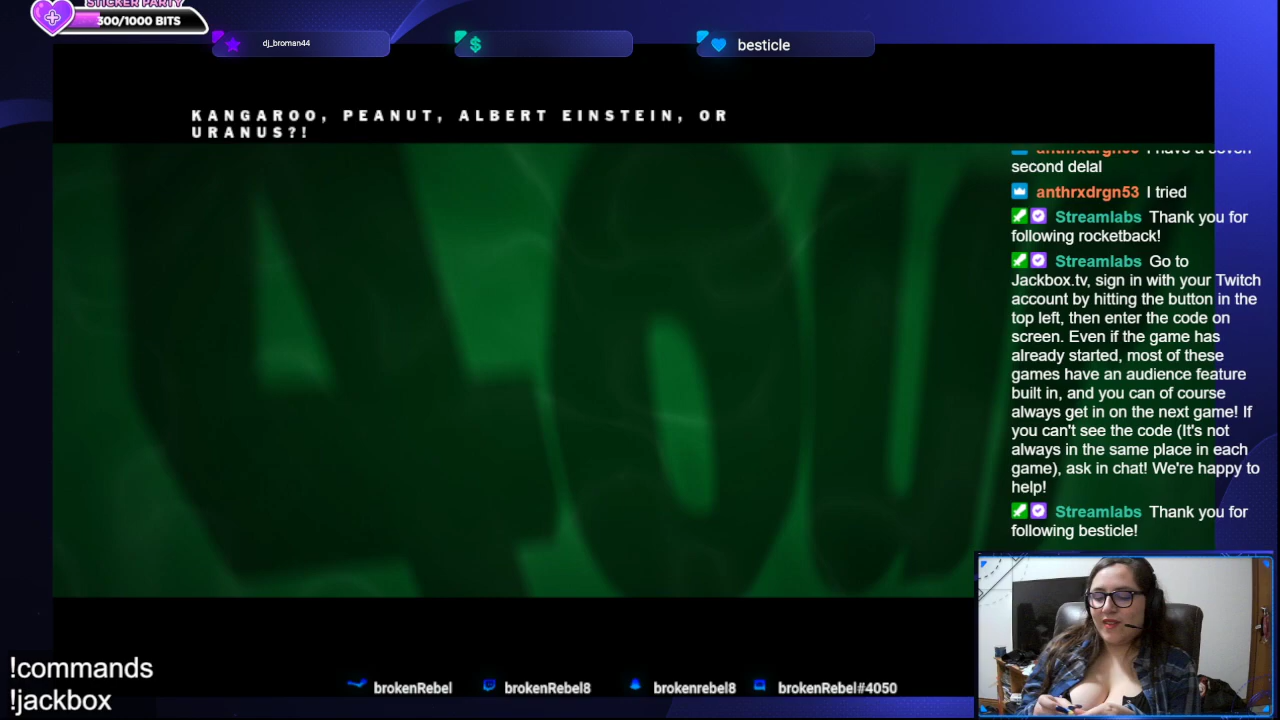 STICKER PARTY
300/1000 BITS
dj_broman44
$
besticle
KANGAROO, PEANUT, ALBERT EINSTEIN, OR
URANUS?!
second delal
anthrxdrgn53 I tried
Streamlabs Thank you for
following rocketback!
Streamlabs Go to
Jackbox.tv, sign in with your Twitch
account by hitting the button in the
top left, then enter the code on
screen. Even if the game has
already started, most of these
games have an audience feature
built in, and you can of course
always get in on the next game! If
you can't see the code (It's not
always in the same place in each
game), ask in chat! We're happy to
help!
Streamlabs Thank you for
following besticle!
!commands
!jackbox
brokenRebel
brokenRebel8
brokenrebel8
brokenRebel#4050